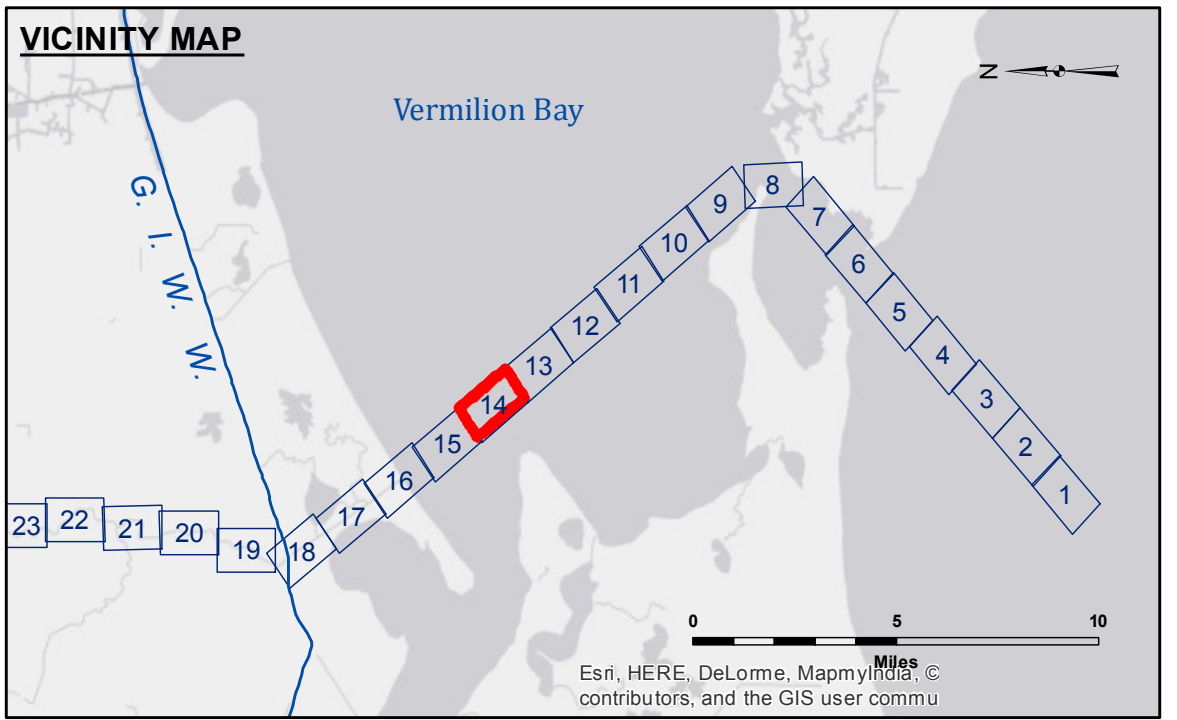 VICINITY MAP
N
Vermilion Bay
G. I. W. W.
8
9
7
10
6
11
5
12
4
13
3
14
15
2
16
1
17
22
23
21
20
19
18
0 5 10
Miles
Esri, HERE, DeLorme, MapmyIndia, ©
contributors, and the GIS user commu